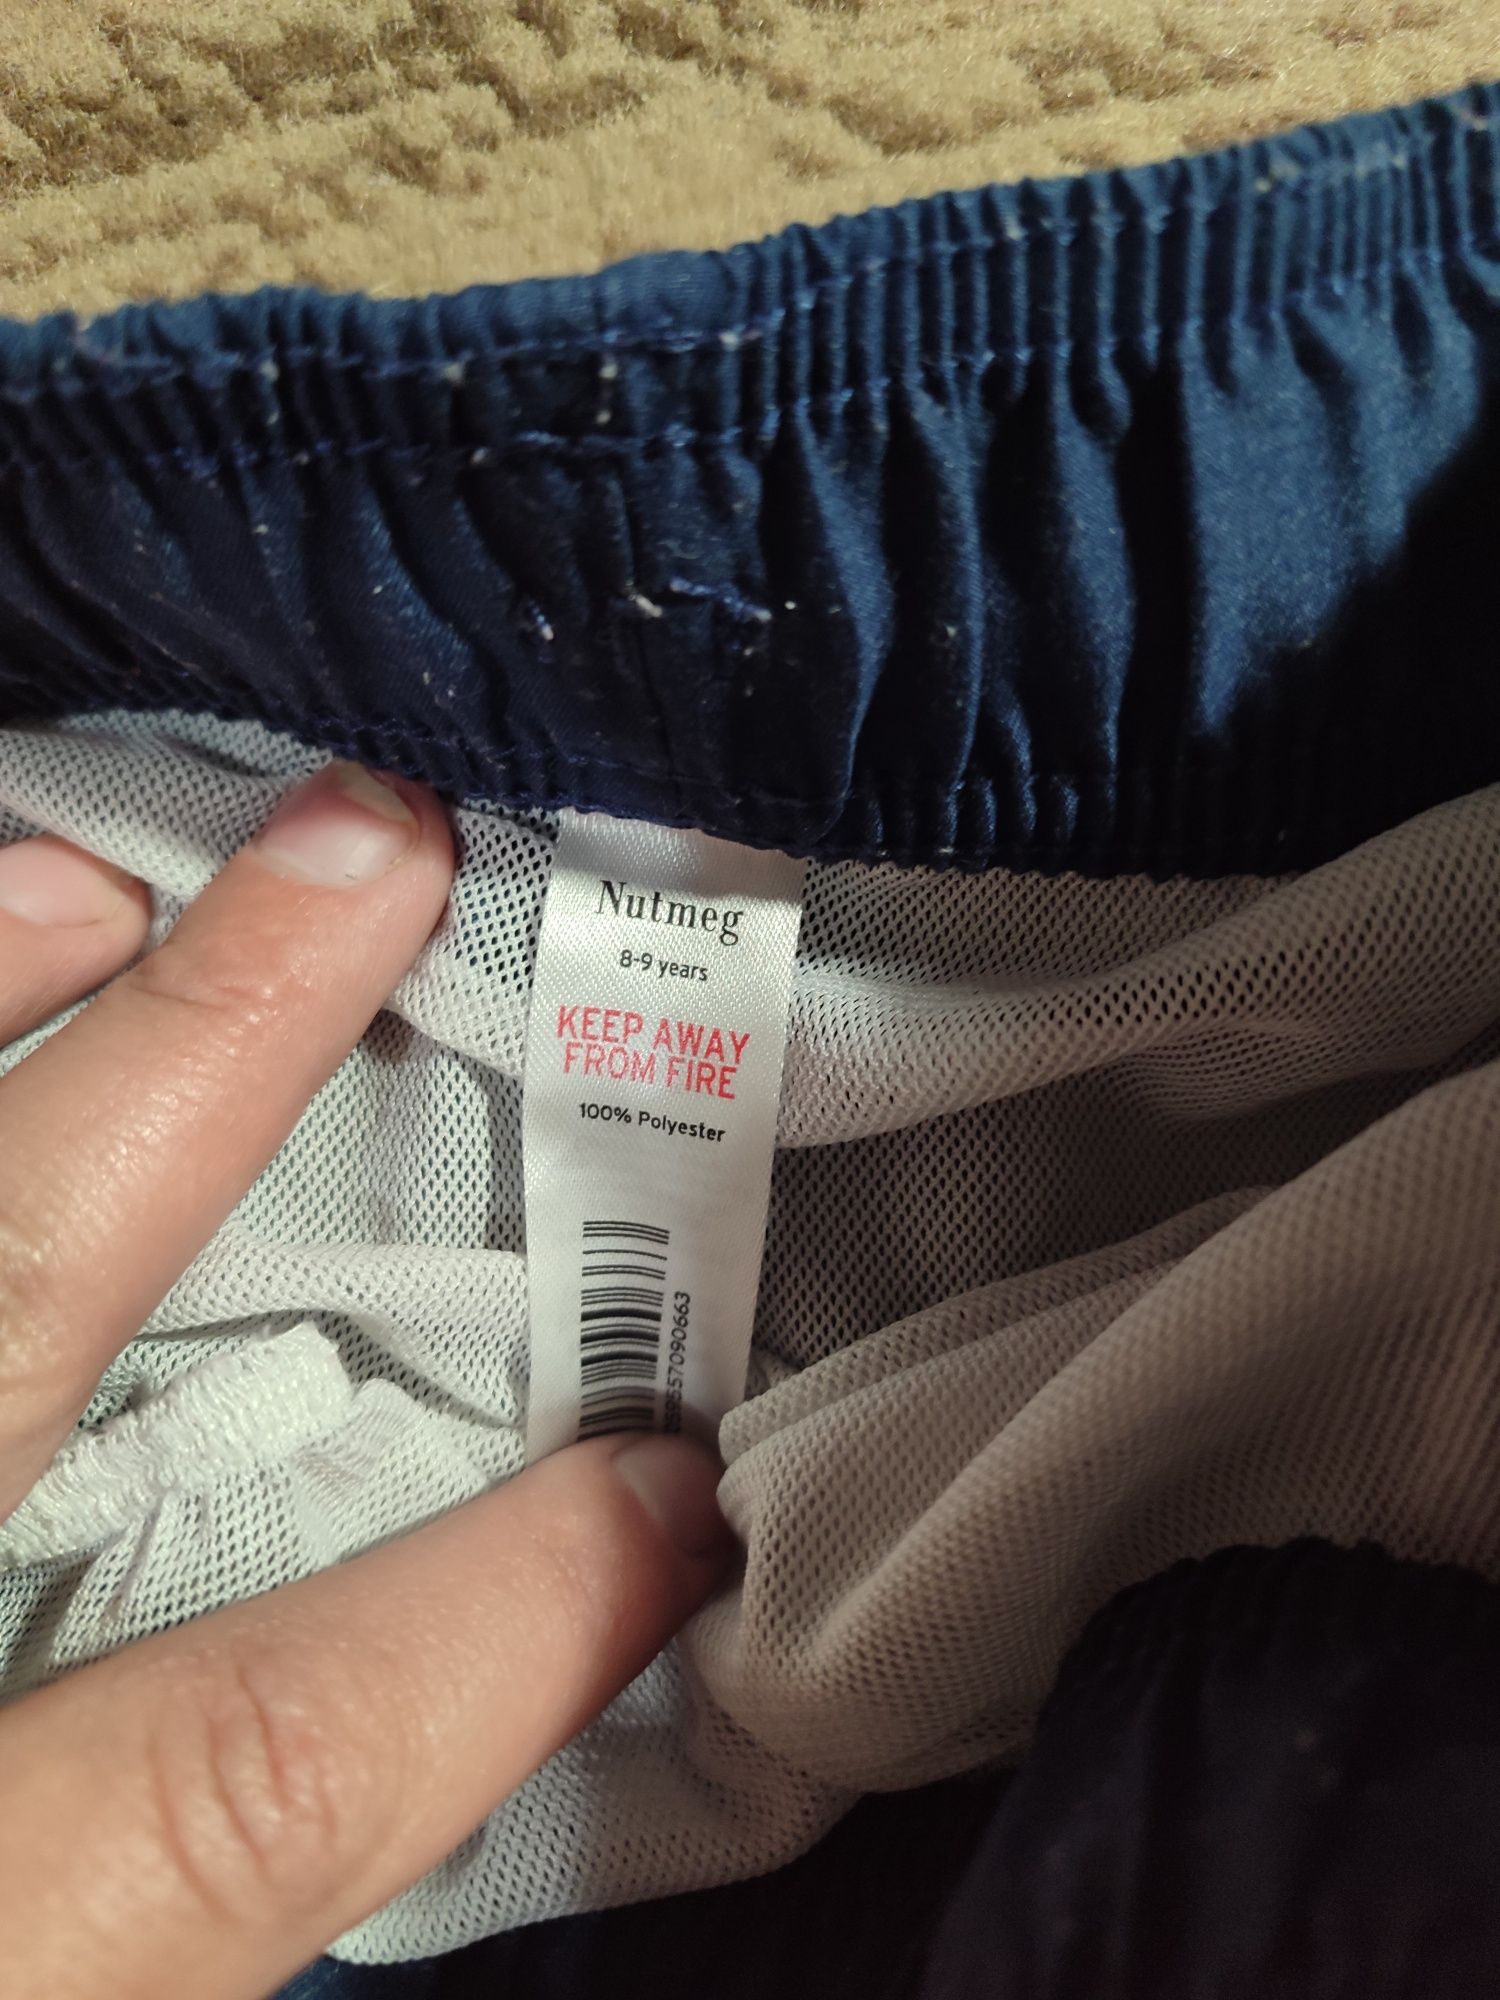 Nutmeg
8-9 years
KEEP AWAY
FROM FIRE
100% Polyester